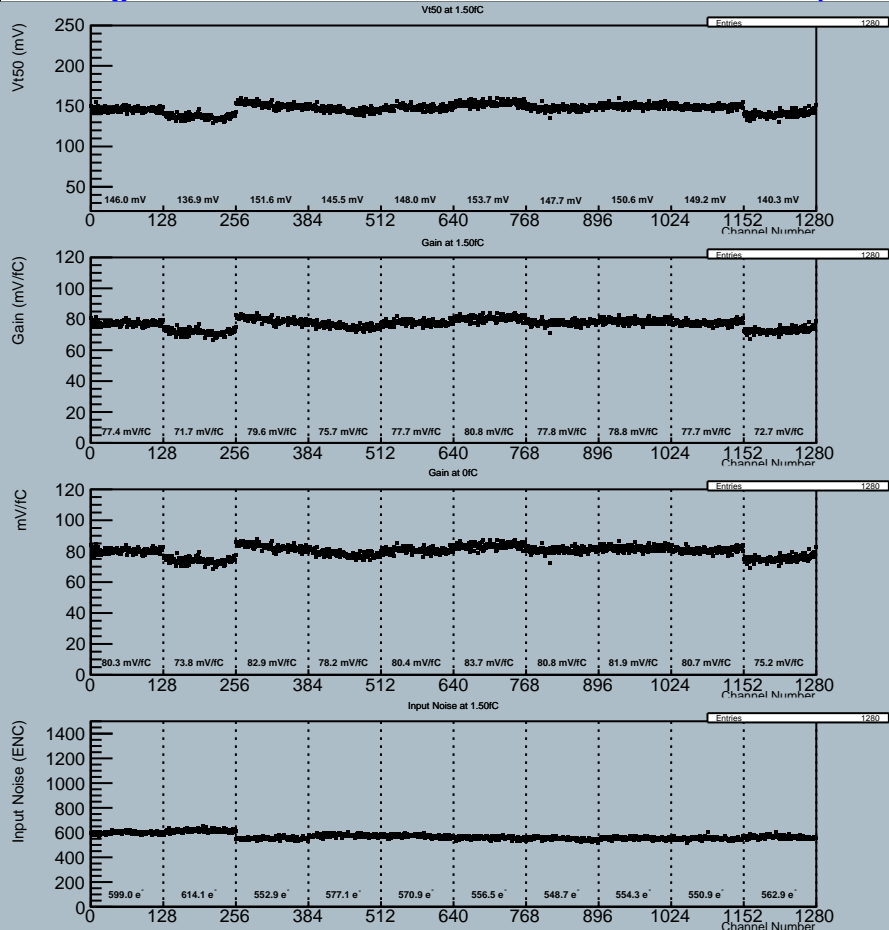 Vt50 at 1.50fC
Entries 1280
Vt50 (mV)
250
200
150
100
50
146.0 mV 136.9 mV 151.6 mV 145.5 mV 148.0 mV 153.7 mV 147.7 mV 150.6 mV 149.2 mV 140.3 mV
0 128 256 384 512 640 768 896 1024 1152 1280
Channel Number
Gain at 1.50fC
Entries 1280
Gain (mV/fC)
120
100
80
60
40
20
0
77.4 mV/fC 71.7 mV/fC 79.6 mV/fC 75.7 mV/fC 77.7 mV/fC 80.8 mV/fC 77.8 mV/fC 78.8 mV/fC 77.7 mV/fC 72.7 mV/fC
0 128 256 384 512 640 768 896 1024 1152 1280
Channel Number
Gain at 0fC
Entries 1280
mV/fC
120
100
80
60
40
20
0
80.3 mV/fC 73.8 mV/fC 82.9 mV/fC 78.2 mV/fC 80.4 mV/fC 83.7 mV/fC 80.8 mV/fC 81.9 mV/fC 80.7 mV/fC 75.2 mV/fC
0 128 256 384 512 640 768 896 1024 1152 1280
Channel Number
Input Noise at 1.50fC
Entries 1280
Input Noise (ENC)
1400
1200
1000
800
600
400
200
0
599.0 e⁻ 614.1 e⁻ 552.9 e⁻ 577.1 e⁻ 570.9 e⁻ 556.5 e⁻ 548.7 e⁻ 554.3 e⁻ 550.9 e⁻ 562.9 e⁻
0 128 256 384 512 640 768 896 1024 1152 1280
Channel Number